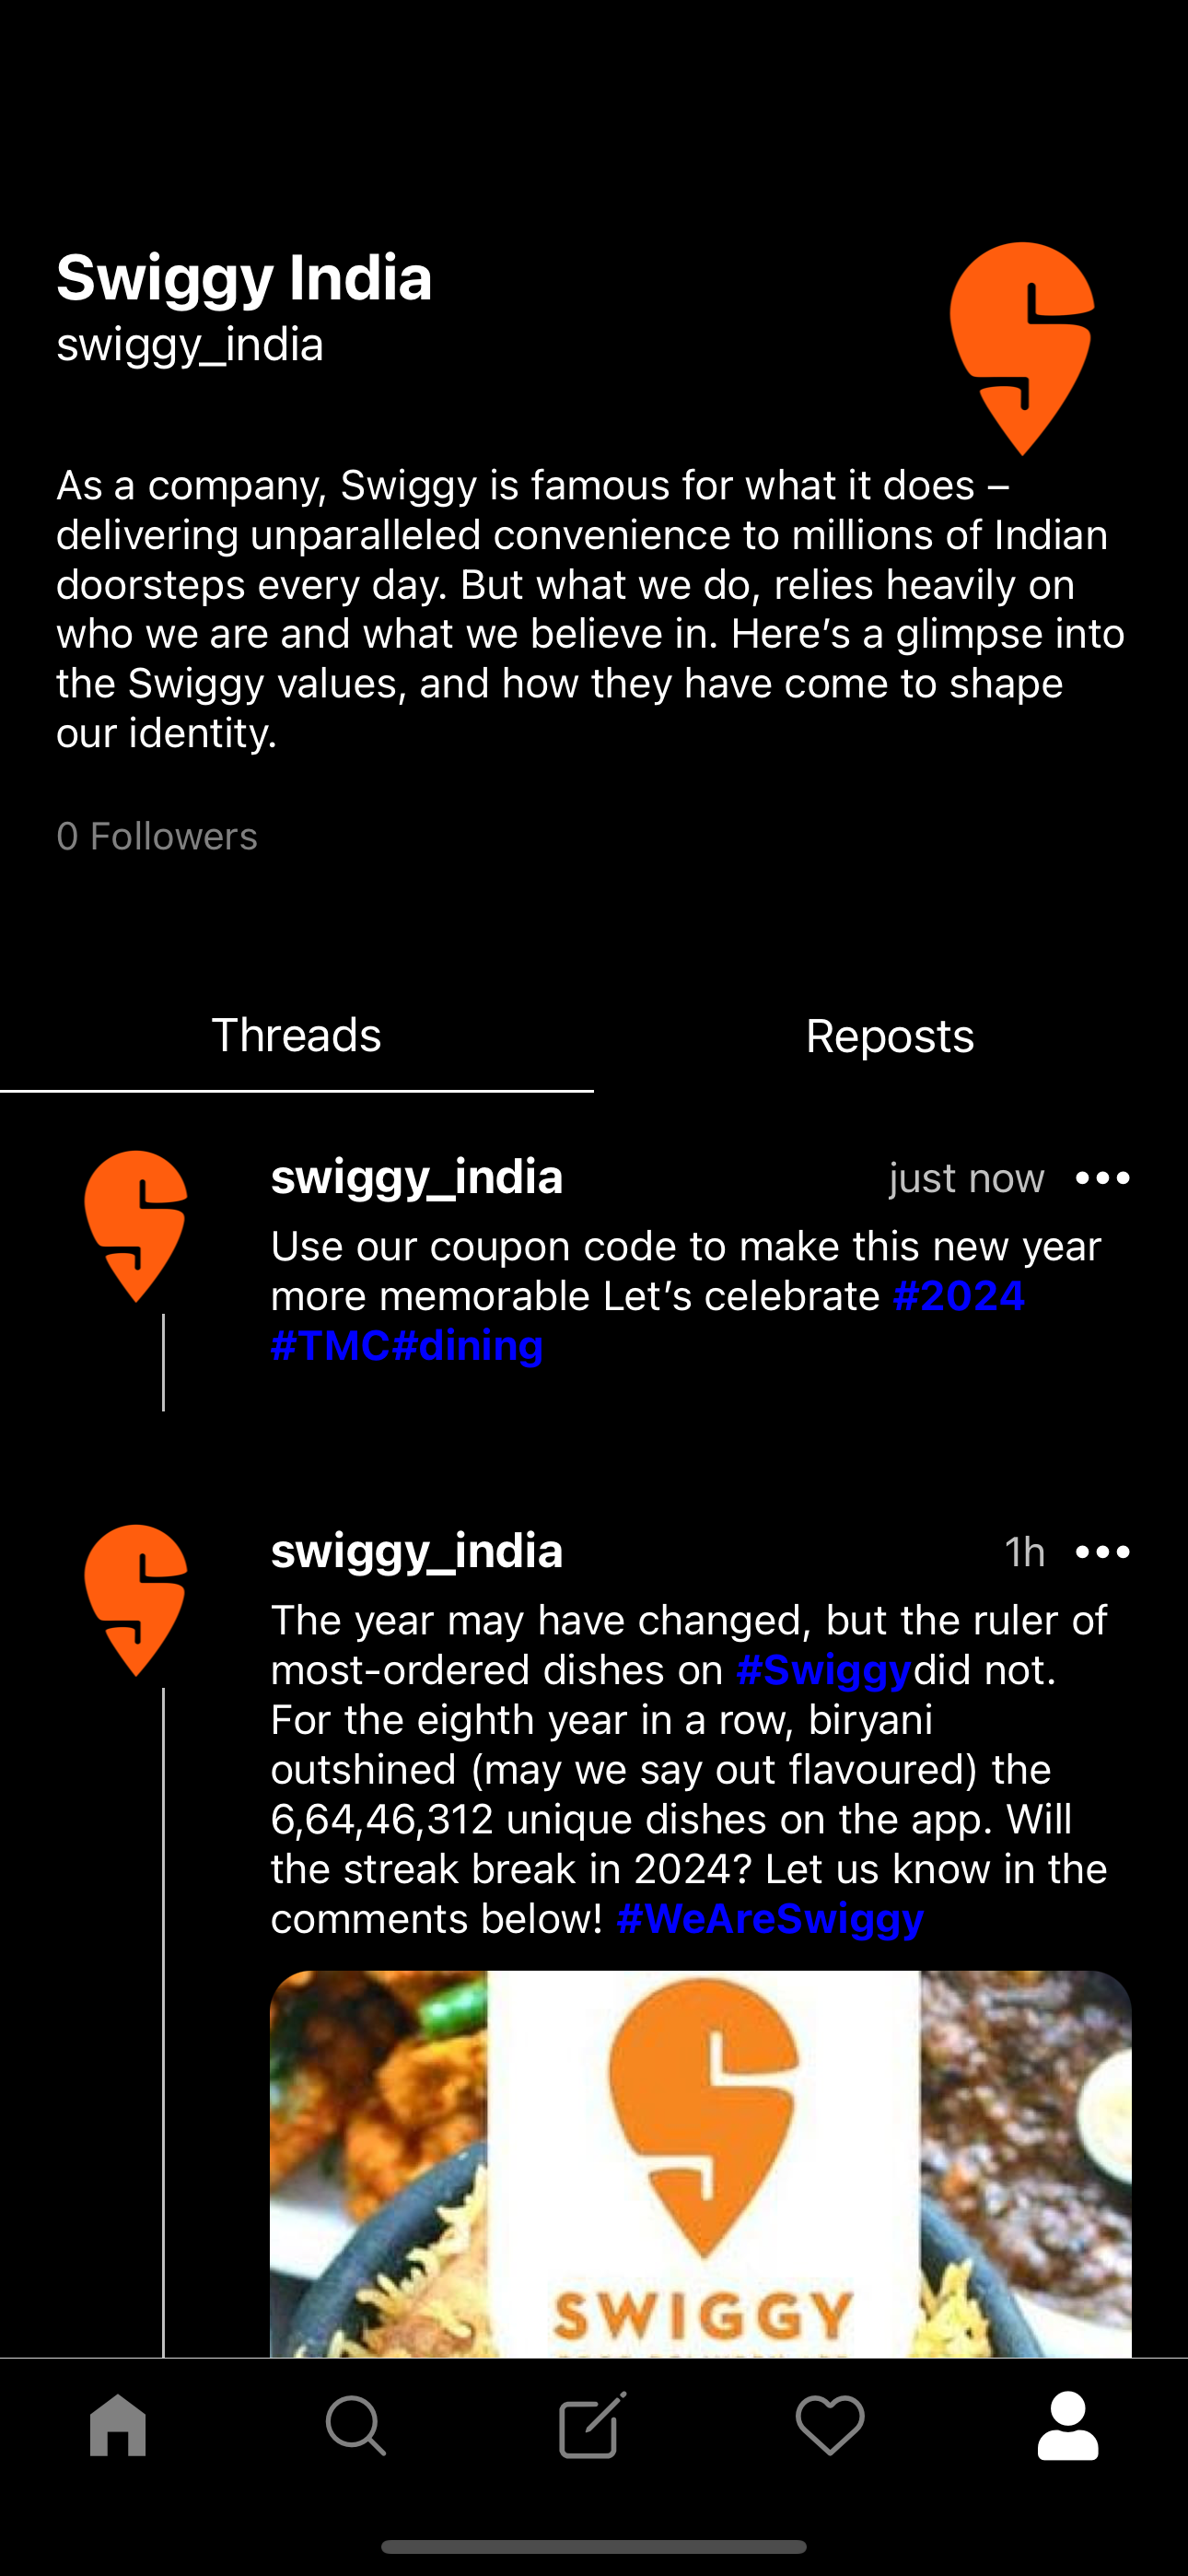 Swiggy India
swiggy_india
As a company, Swiggy is famous for what it does –
delivering unparalleled convenience to millions of Indian
doorsteps every day. But what we do, relies heavily on
who we are and what we believe in. Here’s a glimpse into
the Swiggy values, and how they have come to shape
our identity.
0 Followers
Threads
Reposts
swiggy_india
just now
Use our coupon code to make this new year
more memorable Let’s celebrate #2024
#TMC#dining
swiggy_india
1h
The year may have changed, but the ruler of
most-ordered dishes on #Swiggydid not.
For the eighth year in a row, biryani
outshined (may we say out flavoured) the
6,64,46,312 unique dishes on the app. Will
the streak break in 2024? Let us know in the
comments below! #WeAreSwiggy
SWIGGY